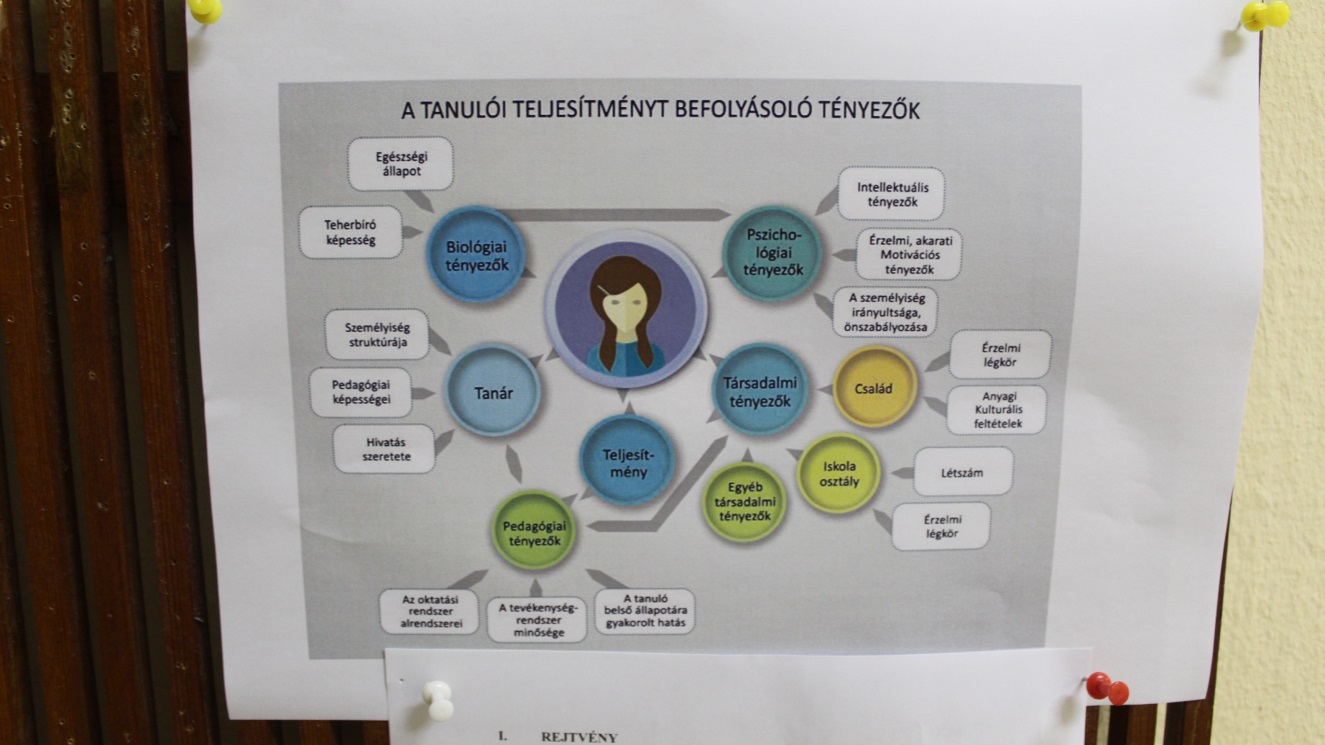 A TANULÓI TELJESÍTMÉNYT BEFOLYÁSOLÓ TÉNYEZŐK
Egészségi
állapot
Teherbíró
képesség
Biológiai
tényezők
Pszicho-
lógiai
tényezők
Intellektuális
tényezők
Érzelmi, akarati
Motivációs
tényezők
A személyiség
irányultsága,
önszabályozása
Személyiség
struktúrája
Pedagógiai
képességei
Hivatás
szeretete
Tanár
Társadalmi
tényezők
Család
Érzelmi
légkör
Anyagi
Kulturális
feltételek
Teljesít-
mény
Egyéb
társadalmi
tényezők
Iskola
osztály
Létszám
Érzelmi
légkör
Pedagógiai
tényezők
Az oktatási
rendszer
alrendszerei
A tevékenység-
rendszer
minősége
A tanuló
belső állapotára
gyakorolt hatás
I. REJTVÉNY